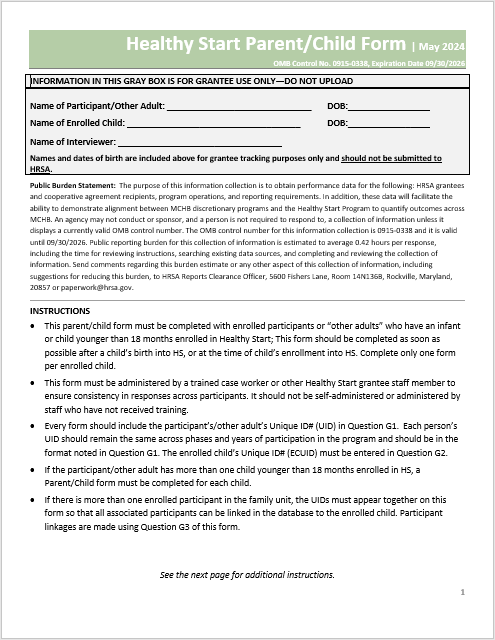 Healthy Start Parent/Child Form | May 2024
OMB Control No. 0915-0338, Expiration Date 09/30/2026
INFORMATION IN THIS GRAY BOX IS FOR GRANTEE USE ONLY—DO NOT UPLOAD
Name of Participant/Other Adult: ______________________________ DOB:_________________
Name of Enrolled Child: ____________________________________ DOB:_________________
Name of Interviewer: __________________________________
Names and dates of birth are included above for grantee tracking purposes only and should not be submitted to
HRSA.
Public Burden Statement: The purpose of this information collection is to obtain performance data for the following: HRSA grantees
and cooperative agreement recipients, program operations, and reporting requirements. In addition, these data will facilitate the
ability to demonstrate alignment between MCHB discretionary programs and the Healthy Start Program to quantify outcomes across
MCHB. An agency may not conduct or sponsor, and a person is not required to respond to, a collection of information unless it
displays a currently valid OMB control number. The OMB control number for this information collection is 0915-0338 and it is valid
until 09/30/2026. Public reporting burden for this collection of information is estimated to average 0.42 hours per response,
including the time for reviewing instructions, searching existing data sources, and completing and reviewing the collection of
information. Send comments regarding this burden estimate or any other aspect of this collection of information, including
suggestions for reducing this burden, to HRSA Reports Clearance Officer, 5600 Fishers Lane, Room 14N136B, Rockville, Maryland,
20857 or paperwork@hrsa.gov.
INSTRUCTIONS
• This parent/child form must be completed with enrolled participants or “other adults” who have an infant
or child younger than 18 months enrolled in Healthy Start; This form should be completed as soon as
possible after a child’s birth into HS, or at the time of child’s enrollment into HS. Complete only one form
per enrolled child.
• This form must be administered by a trained case worker or other Healthy Start grantee staff member to
ensure consistency in responses across participants. It should not be self-administered or administered by
staff who have not received training.
• Every form should include the participant’s/other adult’s Unique ID# (UID) in Question G1. Each person’s
UID should remain the same across phases and years of participation in the program and should be in the
format noted in Question G1. The enrolled child’s Unique ID# (ECUID) must be entered in Question G2.
• If the participant/other adult has more than one child younger than 18 months enrolled in HS, a
Parent/Child form must be completed for each child.
• If there is more than one enrolled participant in the family unit, the UIDs must appear together on this
form so that all associated participants can be linked in the database to the enrolled child. Participant
linkages are made using Question G3 of this form.
See the next page for additional instructions.
1